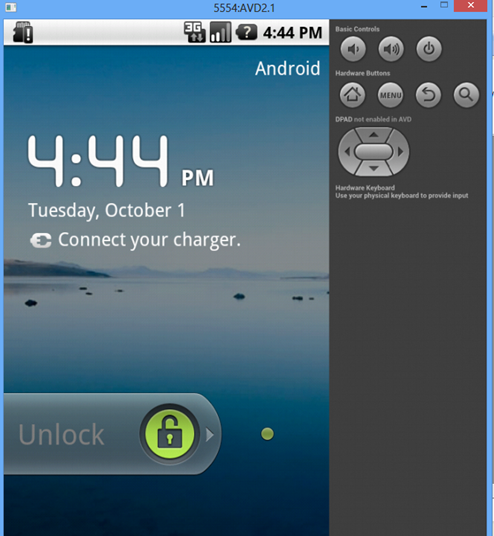 5554:AVD2.1
3G
?
4:44 PM
Android
4:44 PM
Tuesday, October 1
Connect your charger.
Unlock
Basic Controls
Hardware Buttons
MENU
DPAD not enabled in AVD
Hardware Keyboard
Use your physical keyboard to provide input